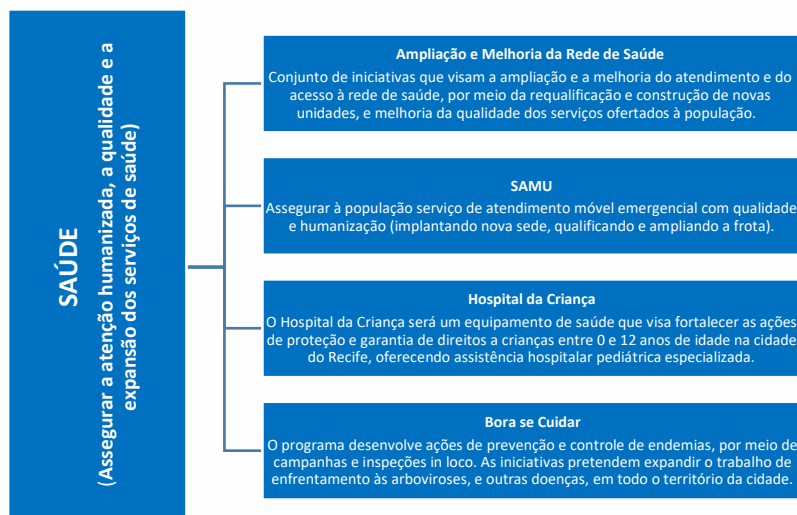 SAÚDE
(Assegurar a atenção humanizada, a qualidade e a
expansão dos serviços de saúde)
Ampliação e Melhoria da Rede de Saúde
Conjunto de iniciativas que visam a ampliação e a melhoria do atendimento e do
acesso à rede de saúde, por meio da requalificação e construção de novas
unidades, e melhoria da qualidade dos serviços ofertados à população.
SAMU
Assegurar à população serviço de atendimento móvel emergencial com qualidade
e humanização (implantando nova sede, qualificando e ampliando a frota).
Hospital da Criança
O Hospital da Criança será um equipamento de saúde que visa fortalecer as ações
de proteção e garantia de direitos a crianças entre 0 e 12 anos de idade na cidade
do Recife, oferecendo assistência hospitalar pediátrica especializada.
Bora se Cuidar
O programa desenvolve ações de prevenção e controle de endemias, por meio de
campanhas e inspeções in loco. As iniciativas pretendem expandir o trabalho de
enfrentamento às arboviroses, e outras doenças, em todo o território da cidade.